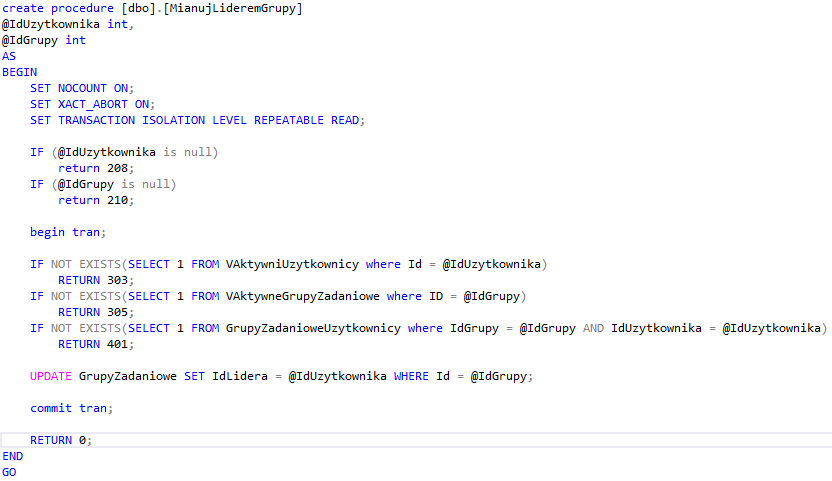 create procedure [dbo].[MianujLideremGrupy]
@IdUzytkownika int,
@IdGrupy int
AS
BEGIN
    SET NOCOUNT ON;
    SET XACT_ABORT ON;
    SET TRANSACTION ISOLATION LEVEL REPEATABLE READ;

    IF (@IdUzytkownika is null)
        return 208;
    IF (@IdGrupy is null)
        return 210;

    begin tran;

    IF NOT EXISTS(SELECT 1 FROM VAktywniUzytkownicy where Id = @IdUzytkownika)
        RETURN 303;
    IF NOT EXISTS(SELECT 1 FROM VAktywneGrupyZadaniowe where ID = @IdGrupy)
        RETURN 305;
    IF NOT EXISTS(SELECT 1 FROM GrupyZadanioweUzytkownicy where IdGrupy = @IdGrupy AND IdUzytkownika = @IdUzytkownika)
        RETURN 401;

    UPDATE GrupyZadaniowe SET IdLidera = @IdUzytkownika WHERE Id = @IdGrupy;

    commit tran;

    RETURN 0;
END
GO